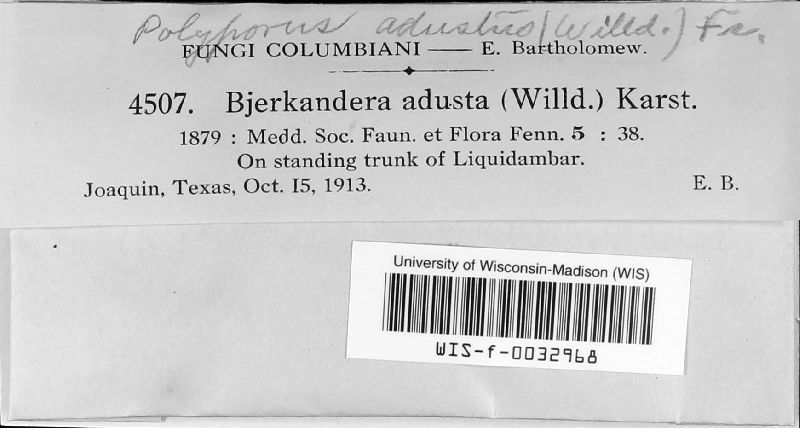 Polyporus adustus (Willd.) Fr.
FUNGI COLUMBIANI — E. Bartholomew.
4507. Bjerkandera adusta (Willd.) Karst.
1879 : Medd. Soc. Faun. et Flora Fenn. 5 : 38.
On standing trunk of Liquidambar.
Joaquin, Texas, Oct. 15, 1913. E. B.
University of Wisconsin-Madison (WIS)
WIS-f-0032968